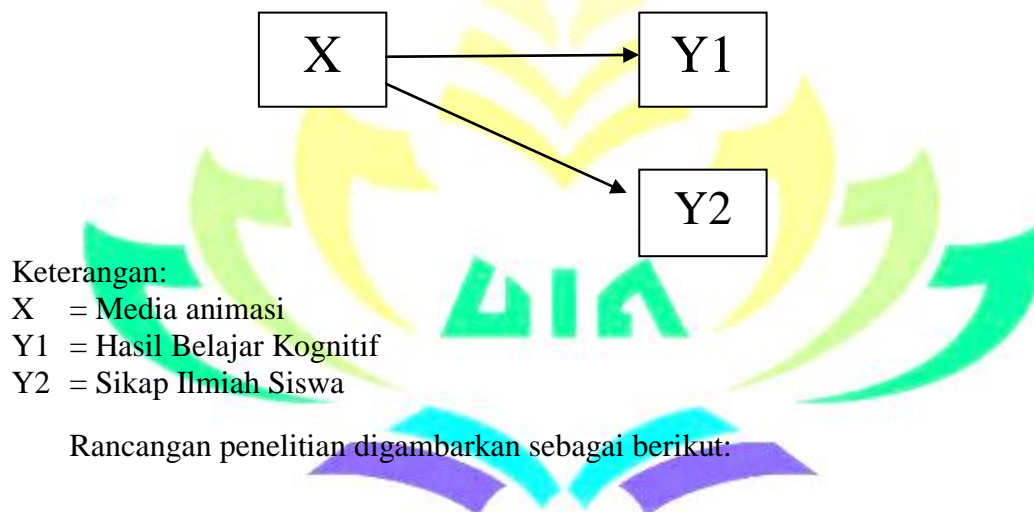 X Y1
Y2
Keterangan:
X = Media animasi
Y1 = Hasil Belajar Kognitif
Y2 = Sikap Ilmiah Siswa
Rancangan penelitian digambarkan sebagai berikut: